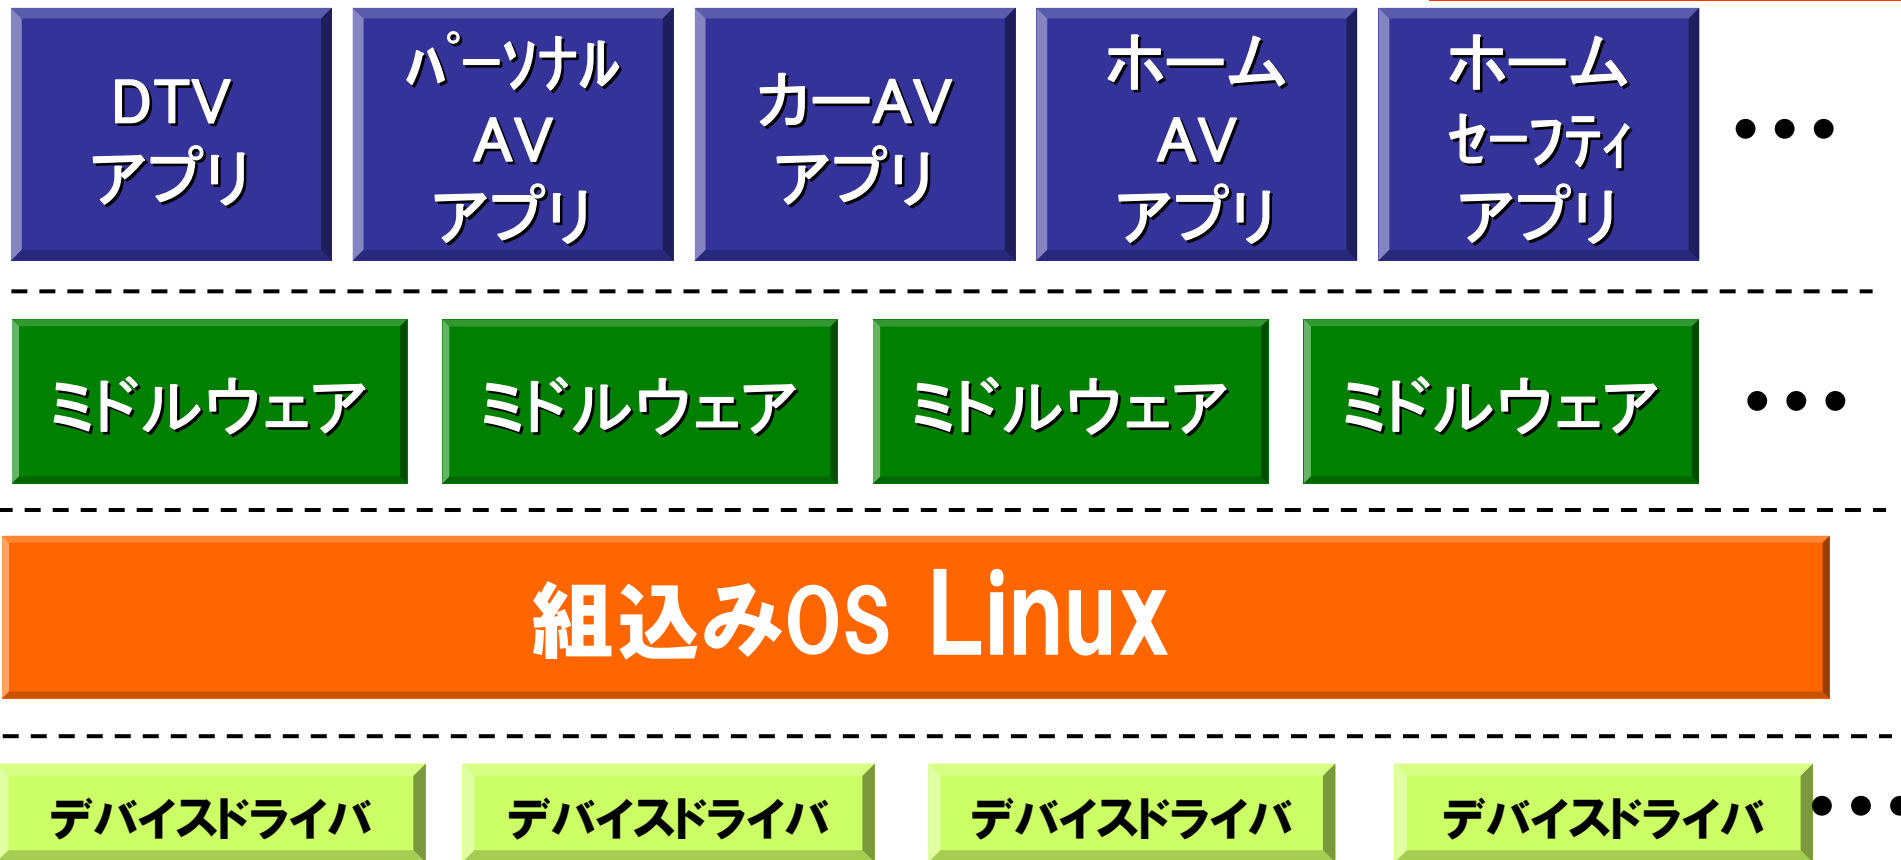 DTV
アプリ
パーソナル
AV
アプリ
カーAV
アプリ
ホーム
AV
アプリ
ホーム
セーフティ
アプリ
•••
ミドルウェア
ミドルウェア
ミドルウェア
ミドルウェア
•••
組込みOS Linux
デバイスドライバ
デバイスドライバ
デバイスドライバ
デバイスドライバ
•••